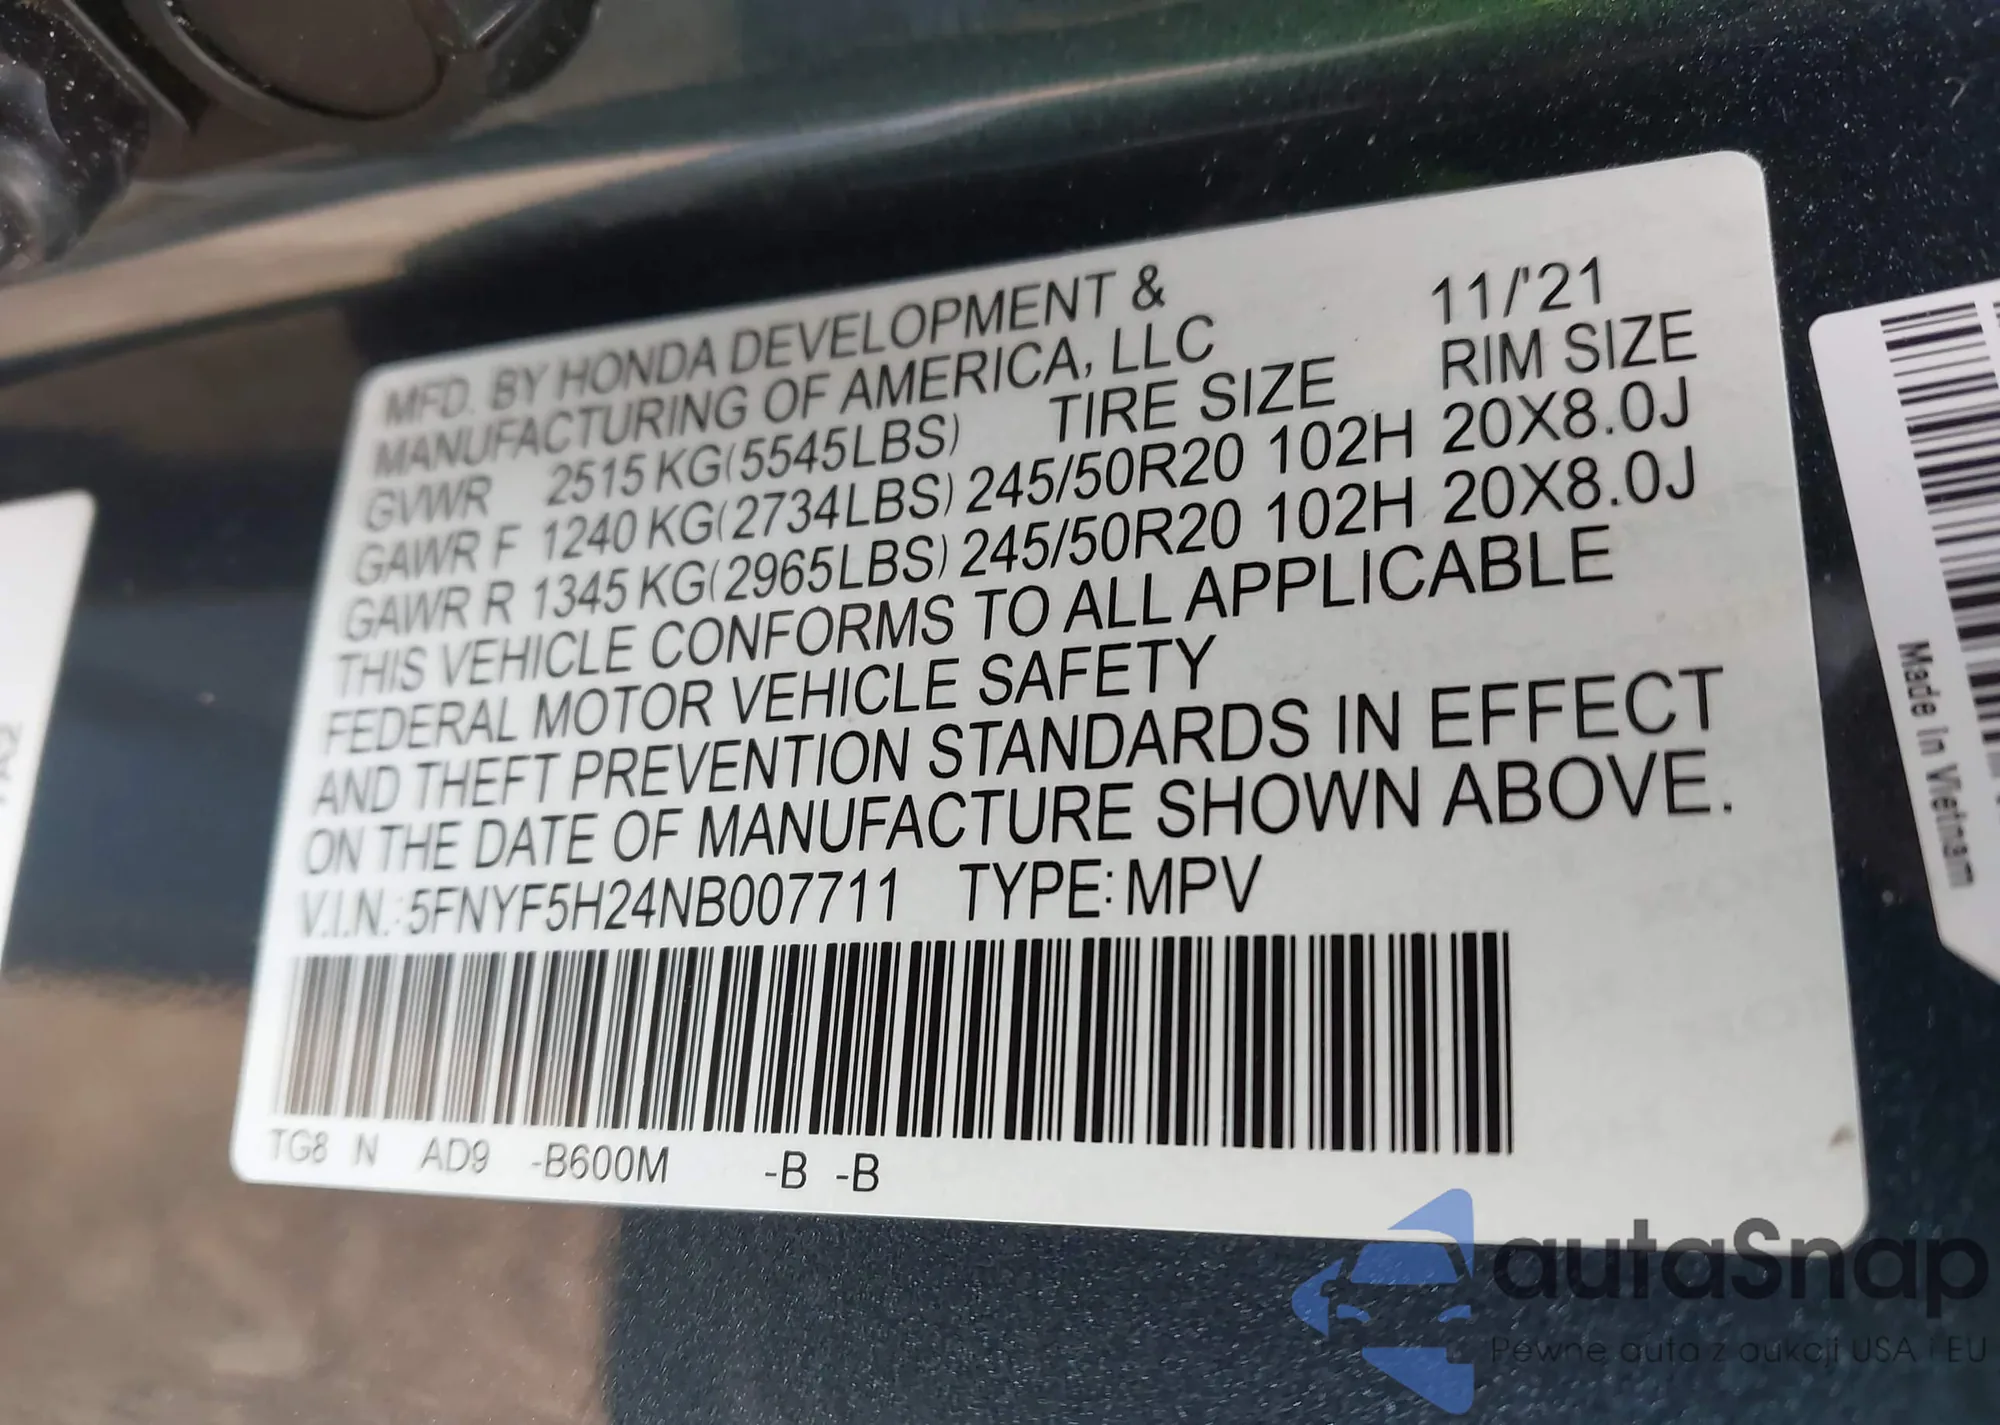 MFD. BY HONDA DEVELOPMENT &
MANUFACTURING OF AMERICA, LLC 11/'21
GVWR 2515 KG(5545LBS) TIRE SIZE RIM SIZE
GAWR F 1240 KG(2734LBS) 245/50R20 102H 20X8.0J
GAWR R 1345 KG(2965LBS) 245/50R20 102H 20X8.0J
THIS VEHICLE CONFORMS TO ALL APPLICABLE
FEDERAL MOTOR VEHICLE SAFETY
AND THEFT PREVENTION STANDARDS IN EFFECT
ON THE DATE OF MANUFACTURE SHOWN ABOVE.
V.I.N.: 5FNYF5H24NB007711 TYPE: MPV
TG8 N AD9 -B600M -B -B
Made in Vietnam
autaSnap
Pewne auta z aukcji USA i EU